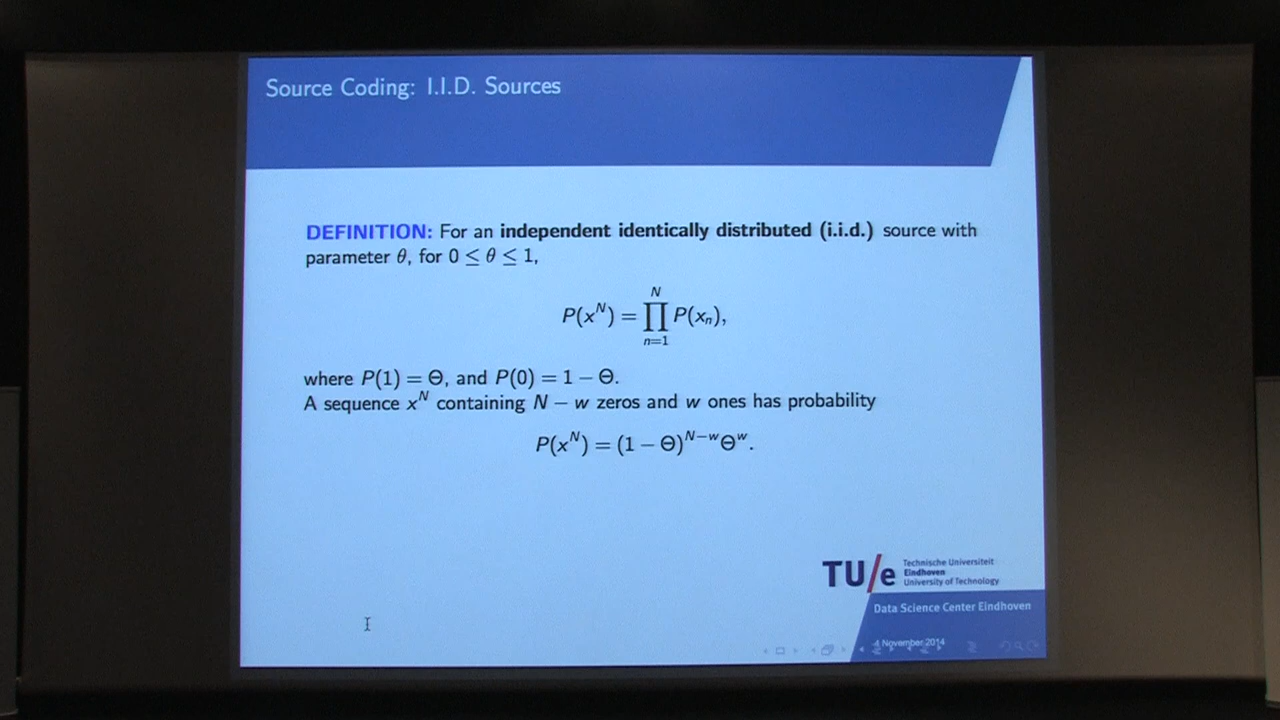 Source Coding: I.I.D. Sources
DEFINITION: For an independent identically distributed (i.i.d.) source with
parameter θ, for 0 ≤ θ ≤ 1,
P(x^N) = ∏_{n=1}^{N} P(x_n),
where P(1) = Θ, and P(0) = 1 − Θ.
A sequence x^N containing N − w zeros and w ones has probability
P(x^N) = (1 − Θ)^{N−w}Θ^w.
TU/e
Technische Universiteit
Eindhoven
University of Technology
Data Science Center Eindhoven
4 November 2014